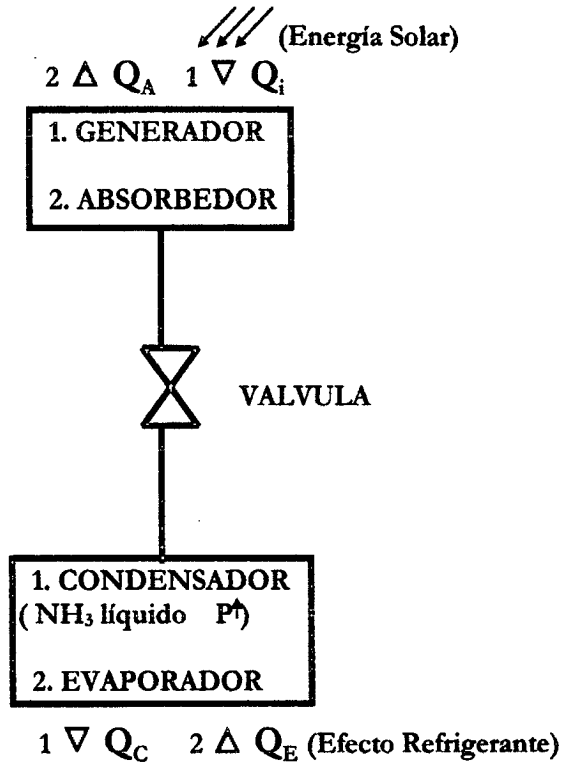 (Energía Solar)
2 Δ Q_A 1 ∇ Q_i
1. GENERADOR
2. ABSORBEDOR
VALVULA
1. CONDENSADOR
( NH₃ líquido P↑)
2. EVAPORADOR
1 ∇ Q_C 2 Δ Q_E (Efecto Refrigerante)